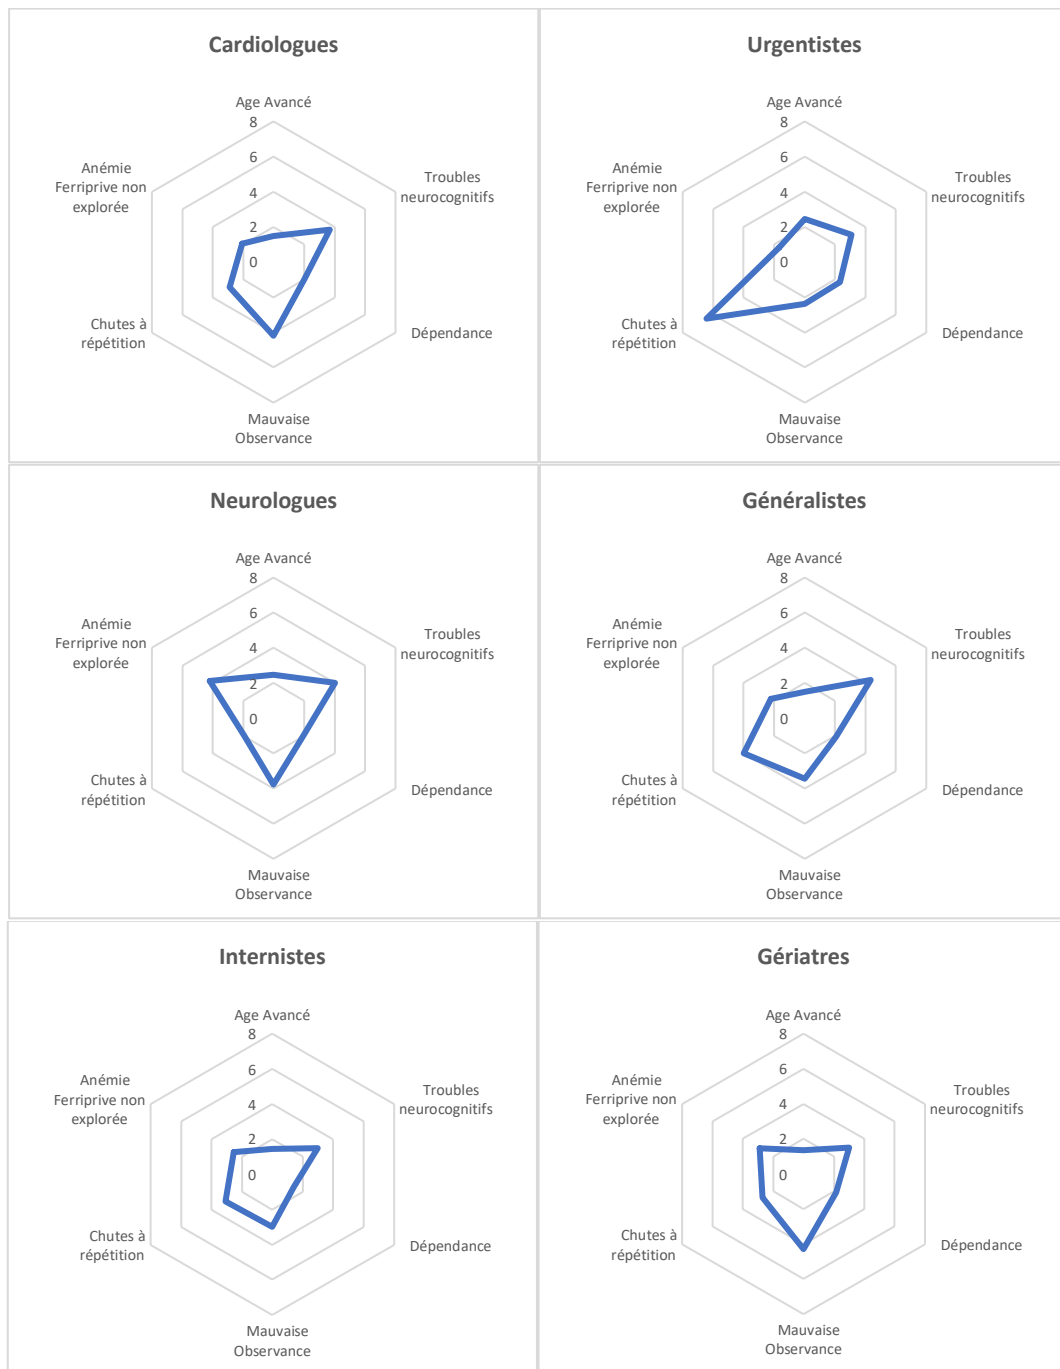 Cardiologues
Age Avancé
8
6
4
2
0
Troubles
neurocognitifs
Dépendance
Mauvaise
Observance
Chutes à
répétition
Anémie
Ferriprive non
explorée
Urgentistes
Age Avancé
8
6
4
2
0
Troubles
neurocognitifs
Dépendance
Mauvaise
Observance
Chutes à
répétition
Anémie
Ferriprive non
explorée
Neurologues
Age Avancé
8
6
4
2
0
Troubles
neurocognitifs
Dépendance
Mauvaise
Observance
Chutes à
répétition
Anémie
Ferriprive non
explorée
Généralistes
Age Avancé
8
6
4
2
0
Troubles
neurocognitifs
Dépendance
Mauvaise
Observance
Chutes à
répétition
Anémie
Ferriprive non
explorée
Internistes
Age Avancé
8
6
4
2
0
Troubles
neurocognitifs
Dépendance
Mauvaise
Observance
Chutes à
répétition
Anémie
Ferriprive non
explorée
Gériatres
Age Avancé
8
6
4
2
0
Troubles
neurocognitifs
Dépendance
Mauvaise
Observance
Chutes à
répétition
Anémie
Ferriprive non
explorée